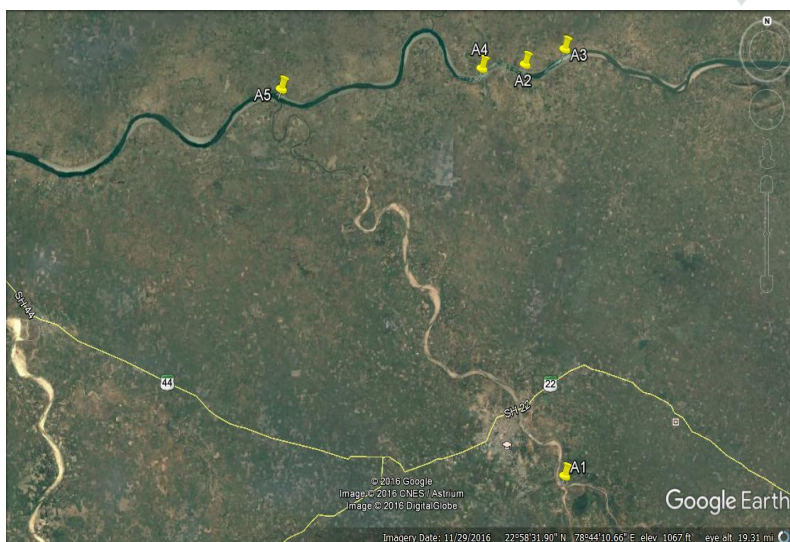 N
A4
A3
A2
A5
SH 44
44
22
SH 22
A1
© 2016 Google
Image © 2016 CNES / Astrium
Image © 2016 DigitalGlobe
Google Earth
Imagery Date: 11/29/2016 22°58'31.90" N 78°44'10.66" E elev 1067 ft eye alt 19.31 mi